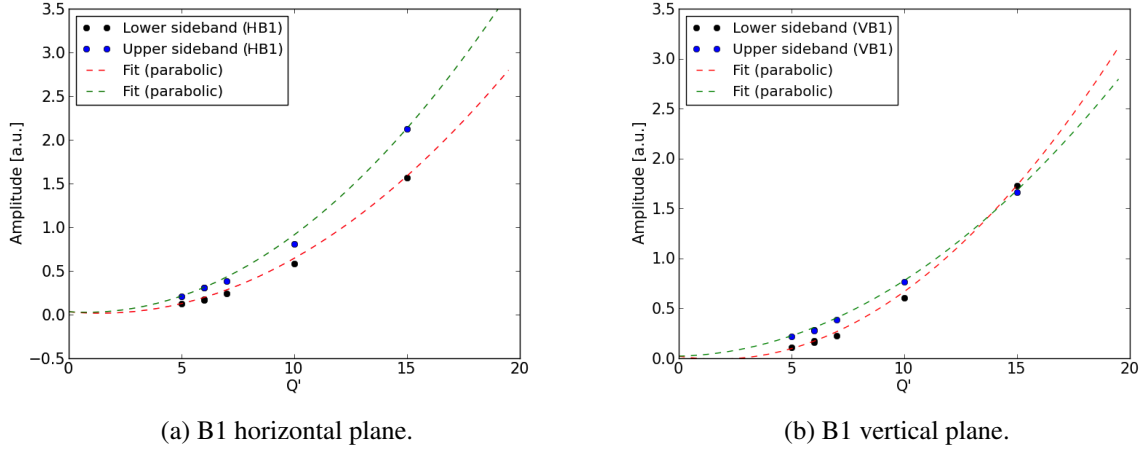 3.5
3.0
2.5
2.0
1.5
1.0
0.5
0.0
−0.5
Amplitude [a.u.]
Lower sideband (HB1)
Upper sideband (HB1)
Fit (parabolic)
Fit (parabolic)
0 5 10 15 20
Q'
(a) B1 horizontal plane.
3.5
3.0
2.5
2.0
1.5
1.0
0.5
0.0
Amplitude [a.u.]
Lower sideband (VB1)
Upper sideband (VB1)
Fit (parabolic)
Fit (parabolic)
0 5 10 15 20
Q'
(b) B1 vertical plane.